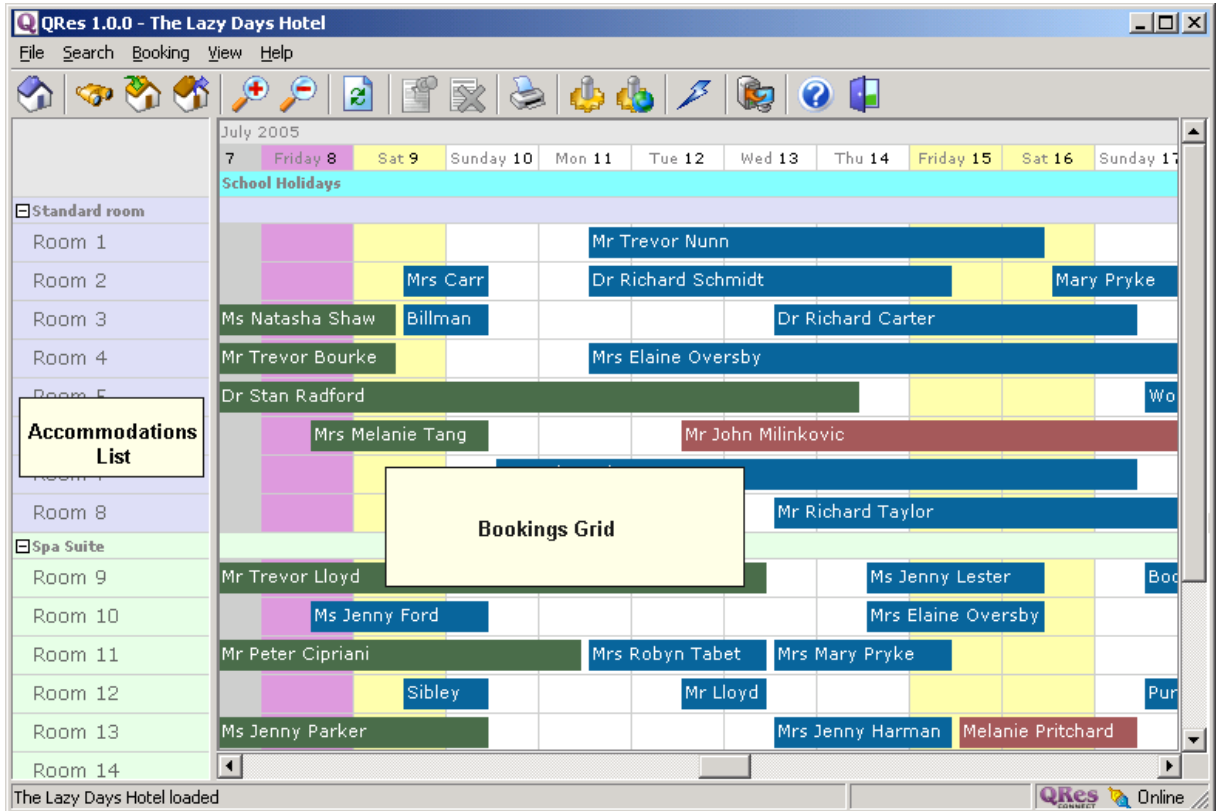 QRes 1.0.0 - The Lazy Days Hotel
File Search Booking View Help
July 2005
7 Friday 8 Sat 9 Sunday 10 Mon 11 Tue 12 Wed 13 Thu 14 Friday 15 Sat 16 Sunday 17
School Holidays
Standard room
Room 1 Mr Trevor Nunn
Room 2 Mrs Carr Dr Richard Schmidt Mary Pryke
Room 3 Ms Natasha Shaw Billman Dr Richard Carter
Room 4 Mr Trevor Bourke Mrs Elaine Oversby
Room 5 Dr Stan Radford Wo
Accommodations
List
Mrs Melanie Tang Mr John Milinkovic
Bookings Grid
Room 8 Mr Richard Taylor
Spa Suite
Room 9 Mr Trevor Lloyd Ms Jenny Lester Boo
Room 10 Ms Jenny Ford Mrs Elaine Oversby
Room 11 Mr Peter Cipriani Mrs Robyn Tabet Mrs Mary Pryke
Room 12 Sibley Mr Lloyd Pur
Room 13 Ms Jenny Parker Mrs Jenny Harman Melanie Pritchard
Room 14
The Lazy Days Hotel loaded QRes CONNECT Online